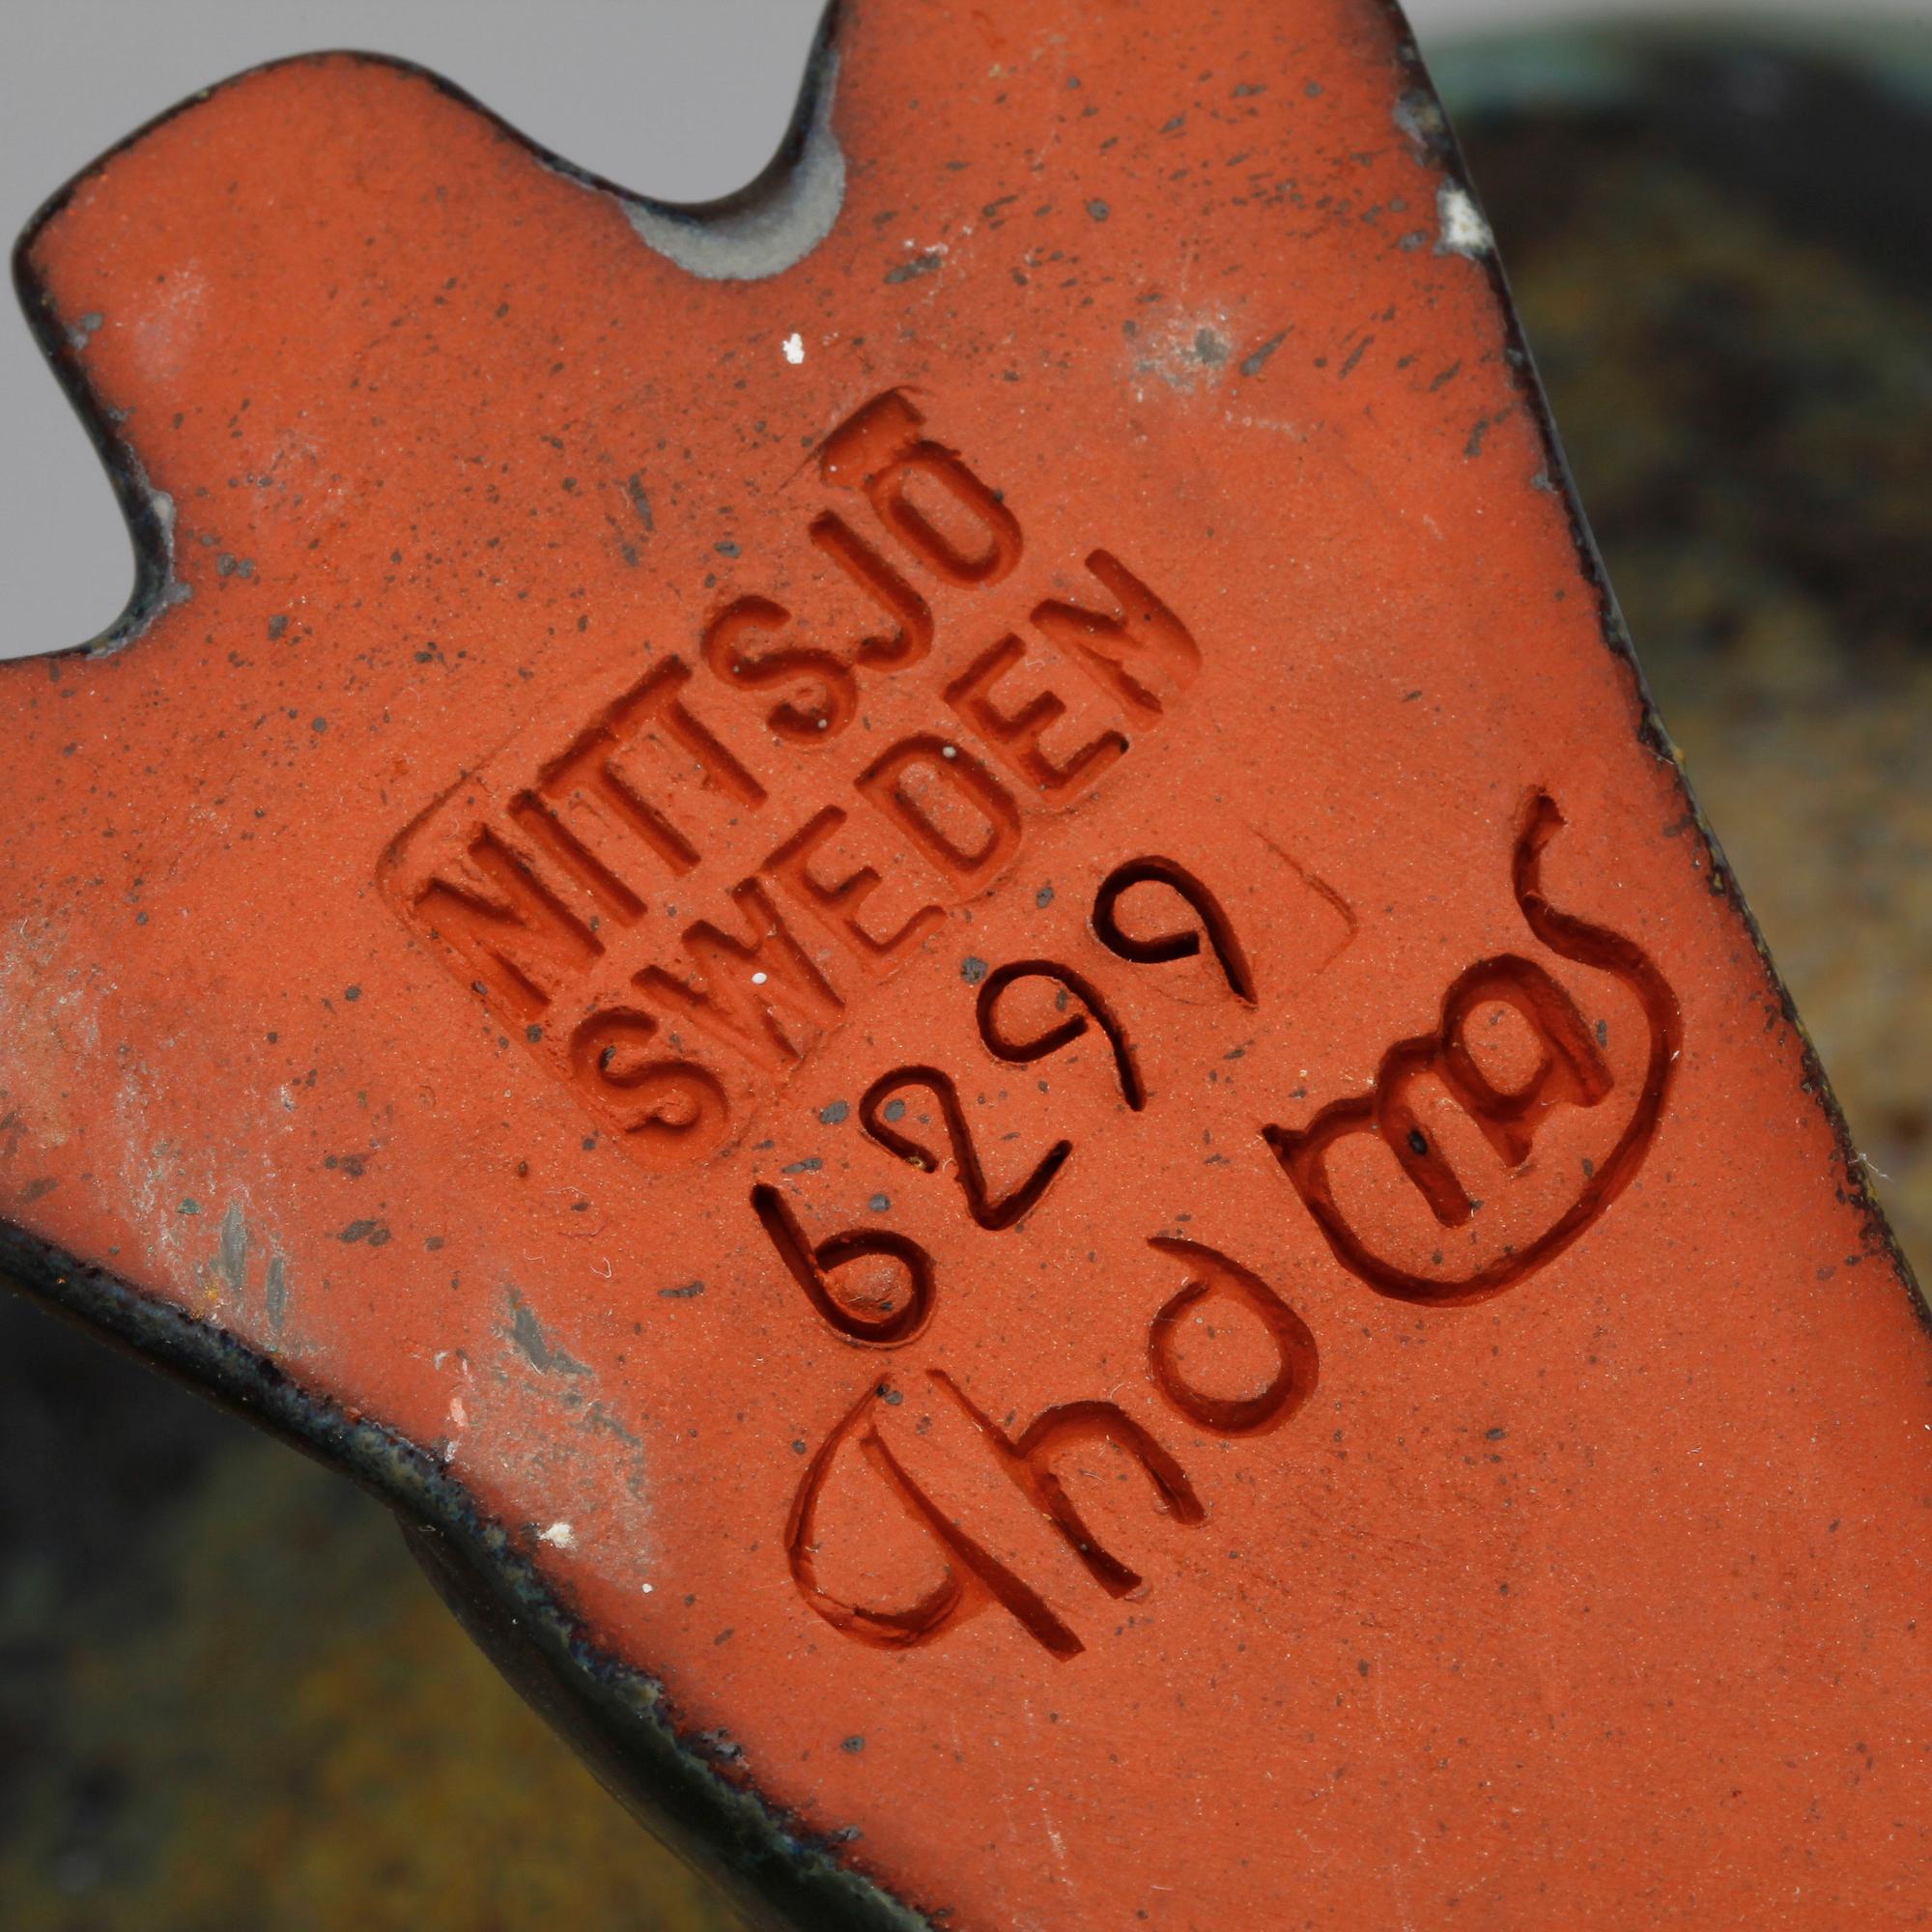 NITTSJÖ
SWEDEN
6299
Thomas